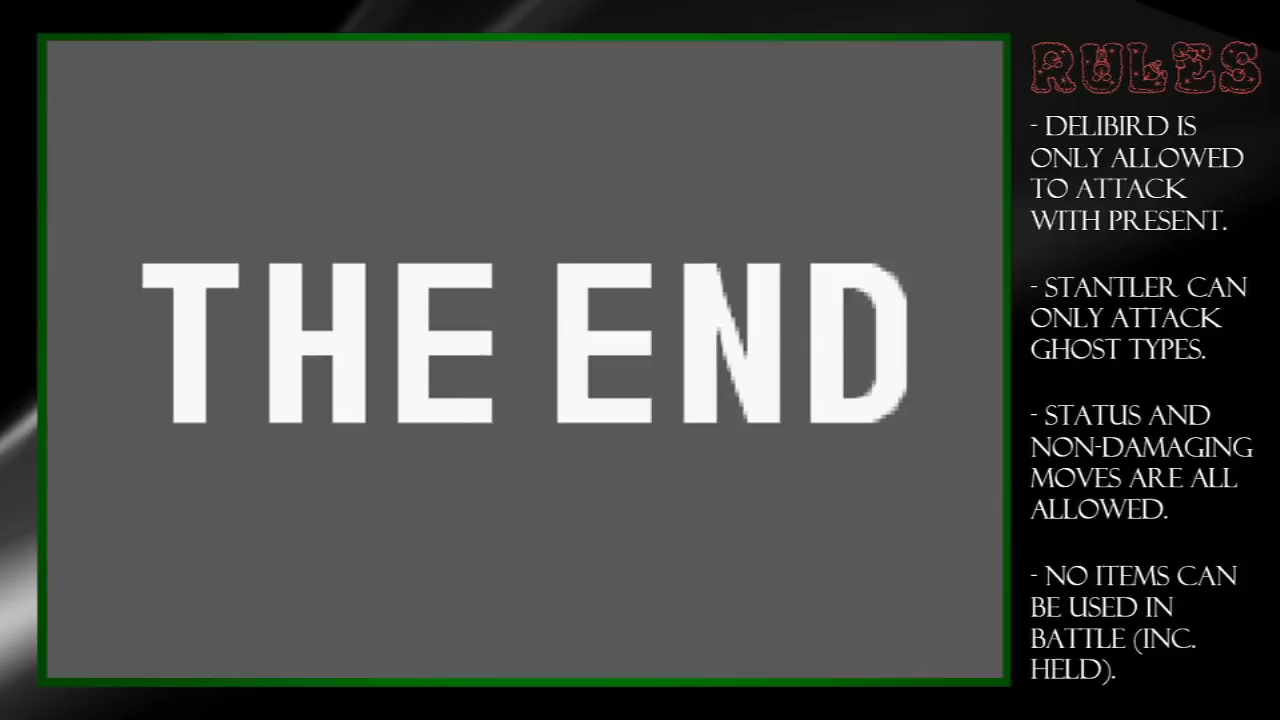 THE END
RULES
- DELIBIRD IS
ONLY ALLOWED
TO ATTACK
WITH PRESENT.
- STANTLER CAN
ONLY ATTACK
GHOST TYPES.
- STATUS AND
NON-DAMAGING
MOVES ARE ALL
ALLOWED.
- NO ITEMS CAN
BE USED IN
BATTLE (INC.
HELD).